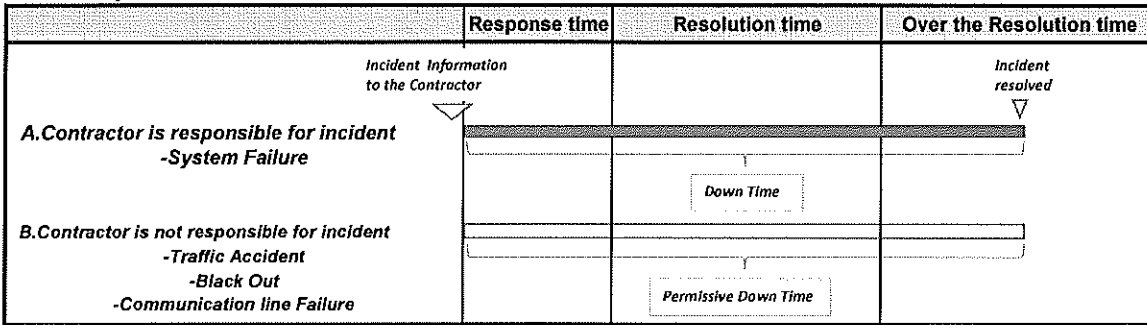 Response time Resolution time Over the Resolution time
Incident Information
to the Contractor
Incident
resolved
A.Contractor is responsible for incident
-System Failure
Down Time
B.Contractor is not responsible for incident
-Traffic Accident
-Black Out
-Communication line Failure
Permissive Down Time